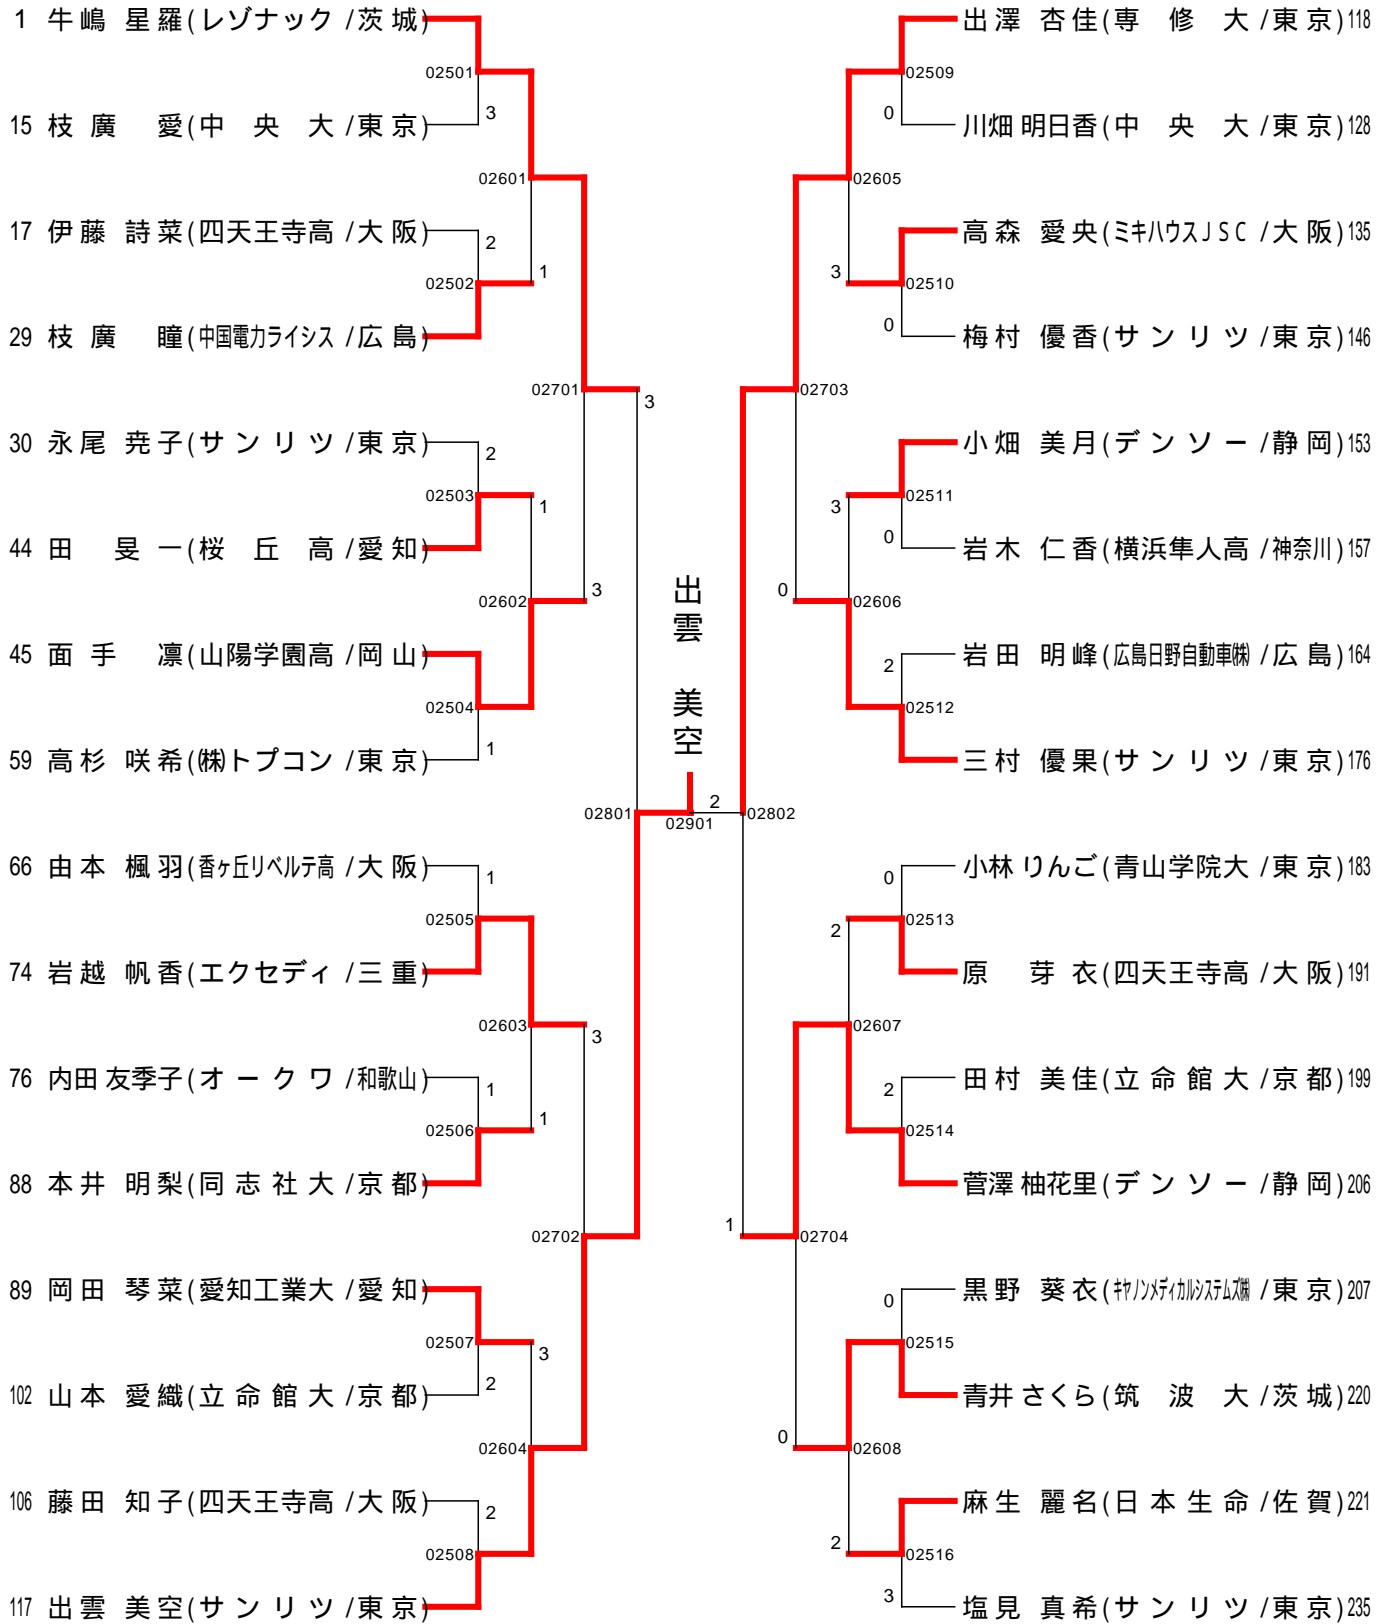 1 牛嶋 星羅(レゾナック/茨城)
02501
3
15 枝廣 愛(中央大/東京)
02601
17 伊藤 詩菜(四天王寺高/大阪)
2
02502
1
29 枝廣 瞳(中国電力ライシス/広島)
02701
3
30 永尾 尭子(サンリツ/東京)
2
02503
1
44 田 旻一(桜丘高/愛知)
02602
3
45 面手 凛(山陽学園高/岡山)
02504
1
59 高杉 咲希(㈱トプコン/東京)
02801
66 由本 楓羽(香ヶ丘リベルテ高/大阪)
1
02505
74 岩越 帆香(エクセディ/三重)
02603
3
76 内田 友季子(オークワ/和歌山)
1
02506
1
88 本井 明梨(同志社大/京都)
02702
89 岡田 琴菜(愛知工業大/愛知)
02507
3
2
102 山本 愛織(立命館大/京都)
02604
106 藤田 知子(四天王寺高/大阪)
2
02508
117 出雲 美空(サンリツ/東京)
出雲 美空
2
02901
出澤 杏佳(専修大/東京)118
02509
0
川畑 明日香(中央大/東京)128
02605
高森 愛央(ミキハウスJSC/大阪)135
3
02510
0
梅村 優香(サンリツ/東京)146
02703
小畑 美月(デンソー/静岡)153
3
02511
0
岩木 仁香(横浜隼人高/神奈川)157
0
02606
岩田 明峰(広島日野自動車㈱/広島)164
2
02512
三村 優果(サンリツ/東京)176
02802
小林 りんご(青山学院大/東京)183
0
02513
2
原 芽衣(四天王寺高/大阪)191
02607
田村 美佳(立命館大/京都)199
2
02514
菅澤 柚花里(デンソー/静岡)206
1
02704
黒野 葵衣(キヤノンメディカルシステムズ㈱/東京)207
0
02515
青井 さくら(筑波大/茨城)220
0
02608
麻生 麗名(日本生命/佐賀)221
2
02516
3
塩見 真希(サンリツ/東京)235